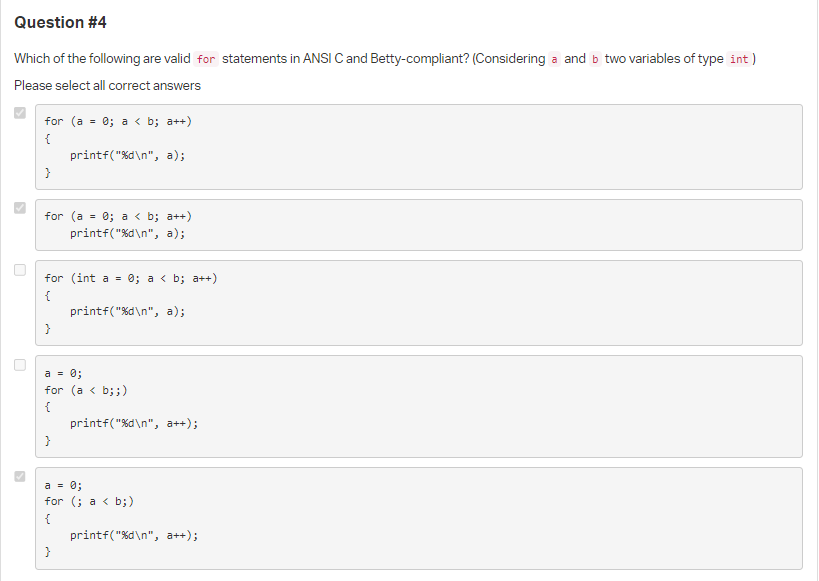 Question #4
Which of the following are valid for statements in ANSI C and Betty-compliant? (Considering a and b two variables of type int )
Please select all correct answers
for (a = 0; a < b; a++)
{
    printf("%d\n", a);
}
for (a = 0; a < b; a++)
    printf("%d\n", a);
for (int a = 0; a < b; a++)
{
    printf("%d\n", a);
}
a = 0;
for (a < b;;)
{
    printf("%d\n", a++);
}
a = 0;
for (; a < b;)
{
    printf("%d\n", a++);
}